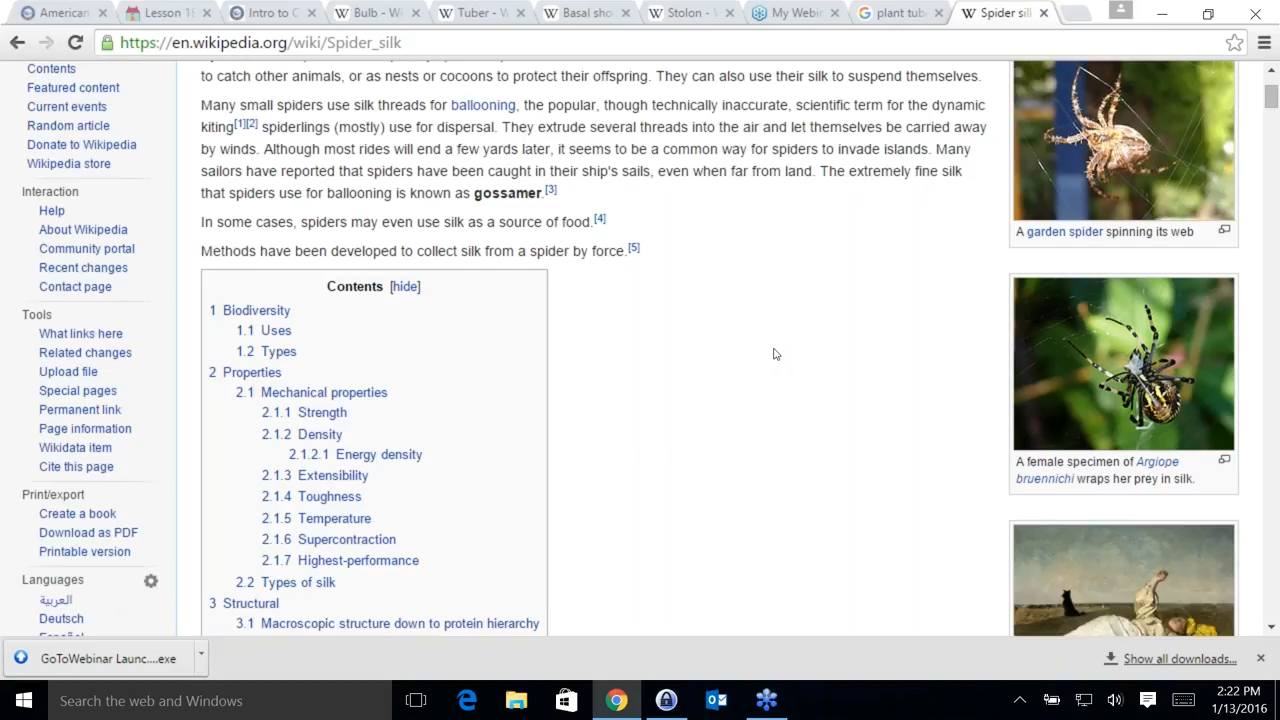 American
Lesson 1
Intro to C
Bulb - Wi
Tuber -
Basal sho
Stolon -
My Webir
plant tub
Spider sil
https://en.wikipedia.org/wiki/Spider_silk
Contents
Featured content
Current events
Random article
Donate to Wikipedia
Wikipedia store
Interaction
Help
About Wikipedia
Community portal
Recent changes
Contact page
Tools
What links here
Related changes
Upload file
Special pages
Permanent link
Page information
Wikidata item
Cite this page
Print/export
Create a book
Download as PDF
Printable version
Languages
العربية
Deutsch
to catch other animals, or as nests or cocoons to protect their offspring. They can also use their silk to suspend themselves.
Many small spiders use silk threads for ballooning, the popular, though technically inaccurate, scientific term for the dynamic
kiting[1][2] spiderlings (mostly) use for dispersal. They extrude several threads into the air and let themselves be carried away
by winds. Although most rides will end a few yards later, it seems to be a common way for spiders to invade islands. Many
sailors have reported that spiders have been caught in their ship's sails, even when far from land. The extremely fine silk
that spiders use for ballooning is known as gossamer.[3]
In some cases, spiders may even use silk as a source of food.[4]
Methods have been developed to collect silk from a spider by force.[5]
Contents [hide]
1 Biodiversity
1.1 Uses
1.2 Types
2 Properties
2.1 Mechanical properties
2.1.1 Strength
2.1.2 Density
2.1.2.1 Energy density
2.1.3 Extensibility
2.1.4 Toughness
2.1.5 Temperature
2.1.6 Supercontraction
2.1.7 Highest-performance
2.2 Types of silk
3 Structural
3.1 Macroscopic structure down to protein hierarchy
A garden spider spinning its web
A female specimen of Argiope
bruennichi wraps her prey in silk.
GoToWebinar Launc....exe
Show all downloads...
Search the web and Windows
2:22 PM
1/13/2016